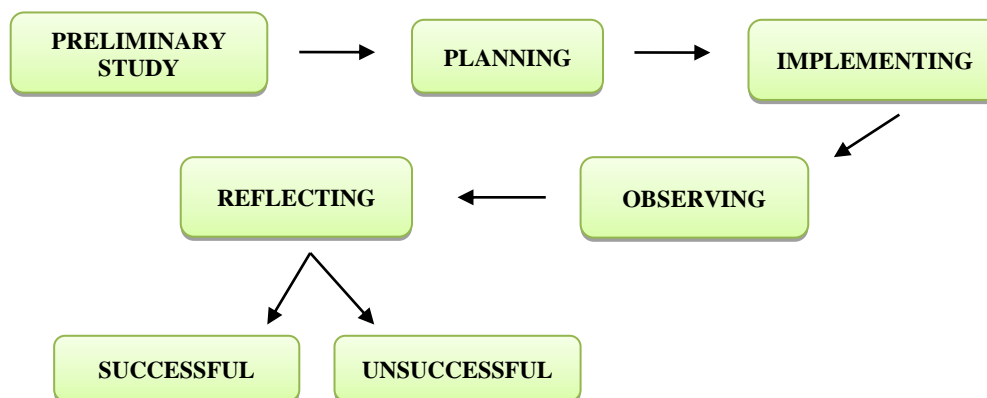 PRELIMINARY
STUDY
PLANNING
IMPLEMENTING
REFLECTING
OBSERVING
SUCCESSFUL
UNSUCCESSFUL